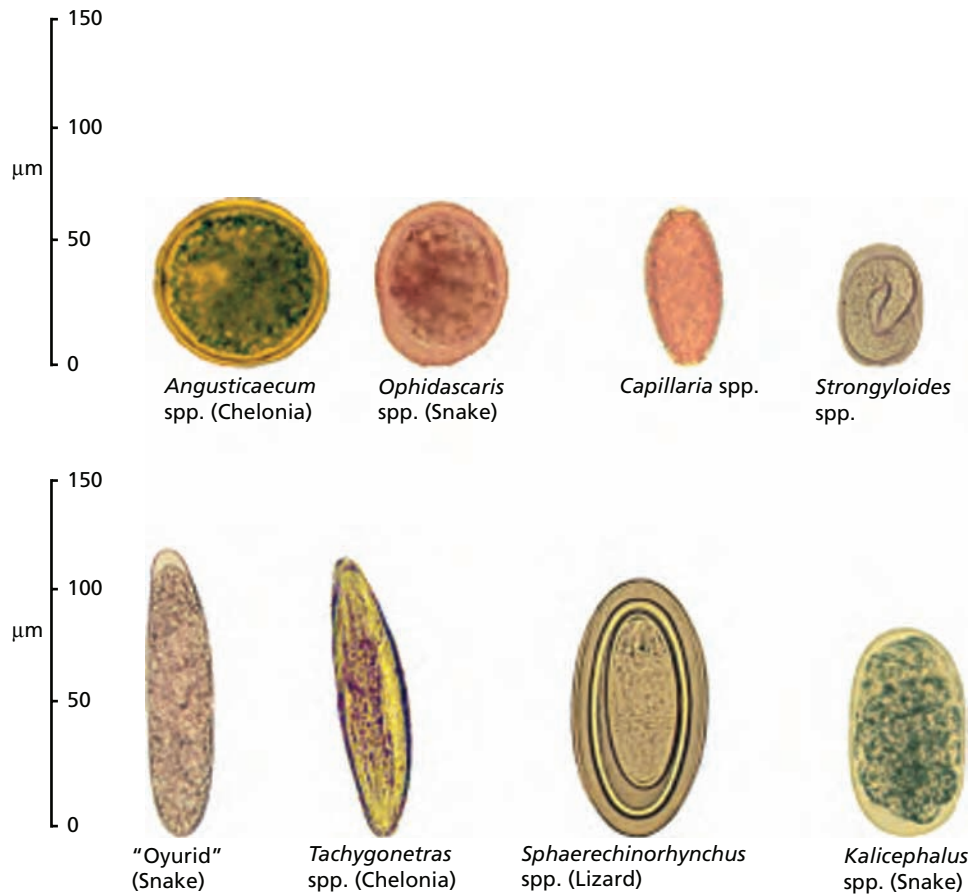 150
100
μm
50
0
Angusticaecum
spp. (Chelonia)
Ophidascaris
spp. (Snake)
Capillaria spp.
Strongyloides
spp.
150
100
μm
50
0
“Oyurid”
(Snake)
Tachygonetras
spp. (Chelonia)
Sphaerechinorhynchus
spp. (Lizard)
Kalicephalus
spp. (Snake)